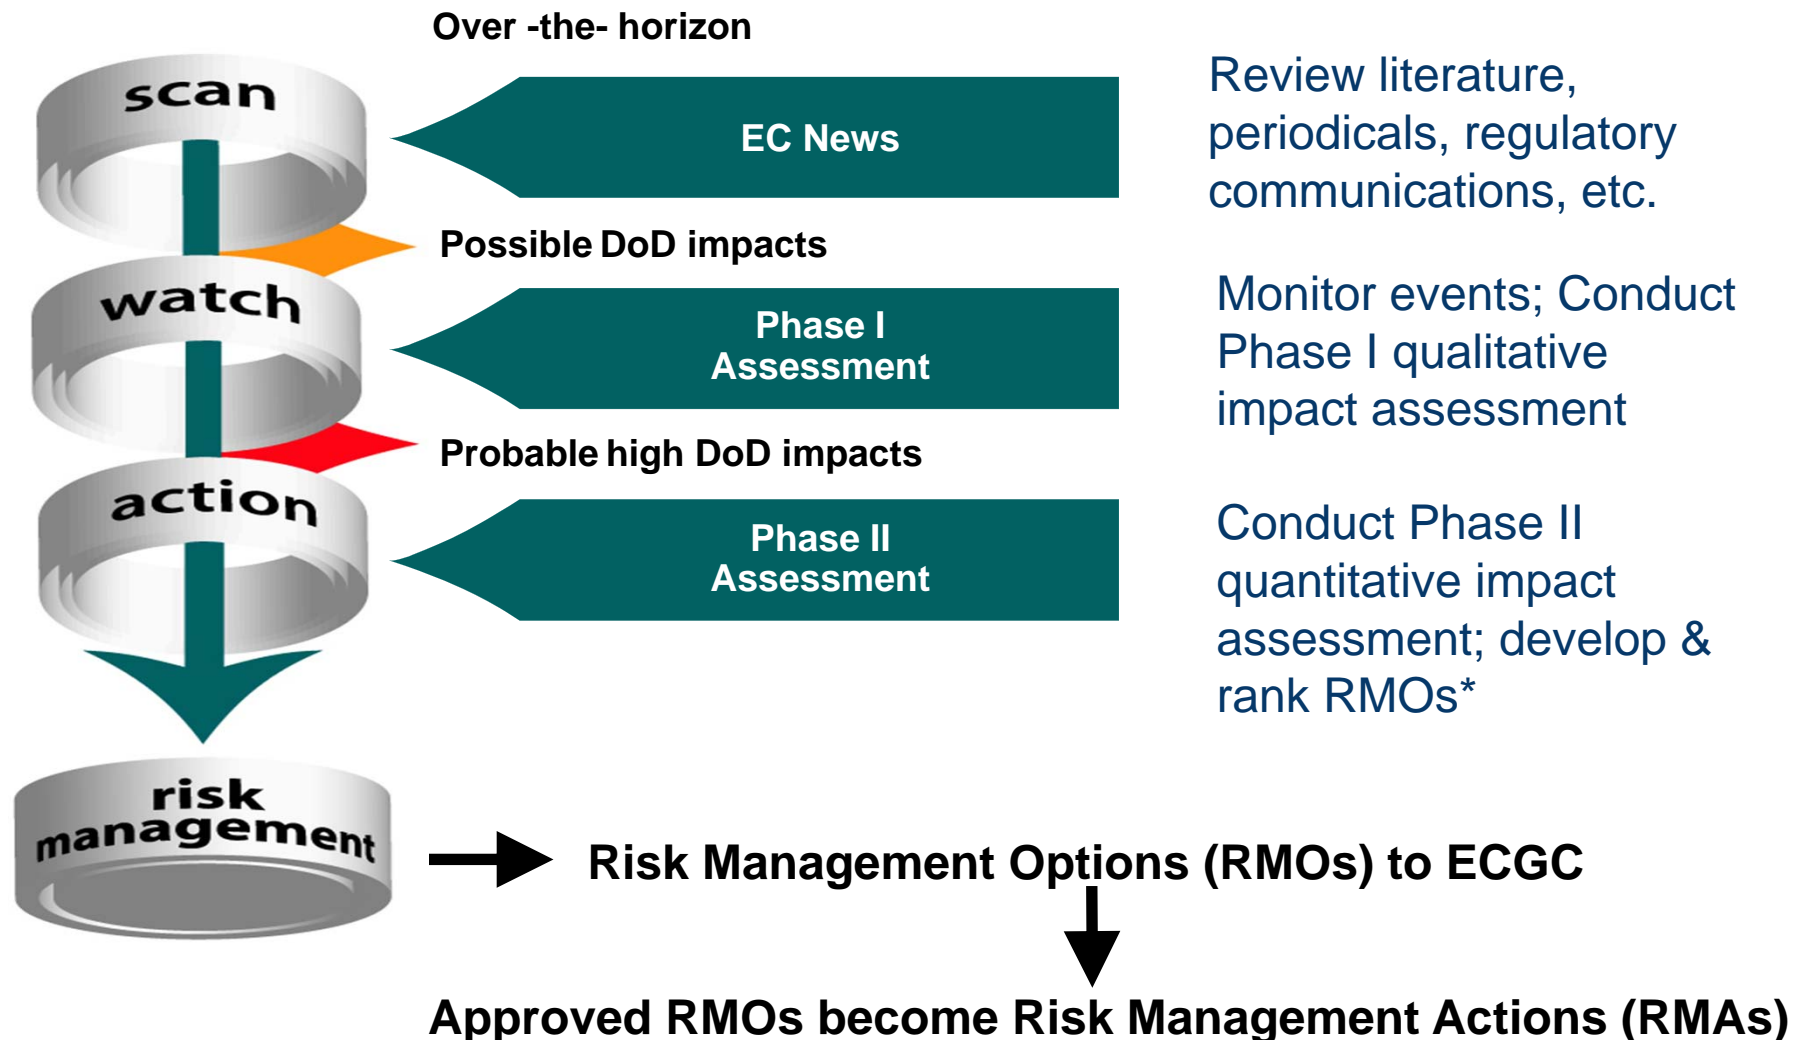 Over -the- horizon
scan
EC News
Review literature,
periodicals, regulatory
communications, etc.
Possible DoD impacts
watch
Phase I
Assessment
Monitor events; Conduct
Phase I qualitative
impact assessment
Probable high DoD impacts
action
Phase II
Assessment
Conduct Phase II
quantitative impact
assessment; develop &
rank RMOs*
risk
management
Risk Management Options (RMOs) to ECGC
Approved RMOs become Risk Management Actions (RMAs)